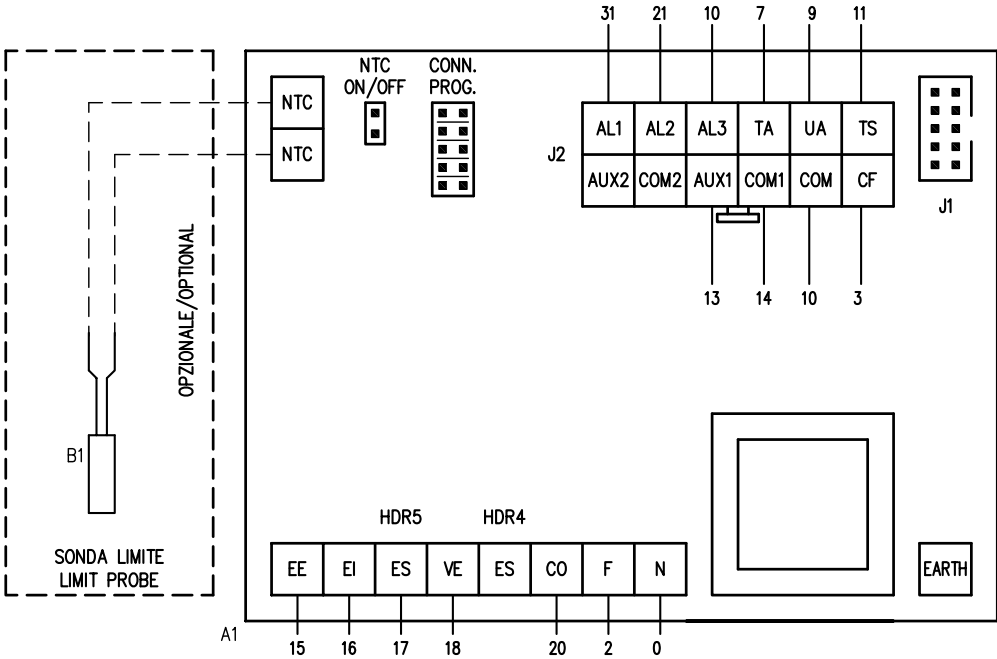 31 21 10 7 9 11
NTC
ON/OFF
CONN.
PROG.
NTC
NTC
J2
AL1 AL2 AL3 TA UA TS
AUX2 COM2 AUX1 COM1 COM CF
J1
13 14 10 3
OPZIONALE/OPTIONAL
B1
SONDA LIMITE
LIMIT PROBE
HDR5 HDR4
EE EI ES VE ES CO F N
EARTH
A1
15 16 17 18 20 2 0